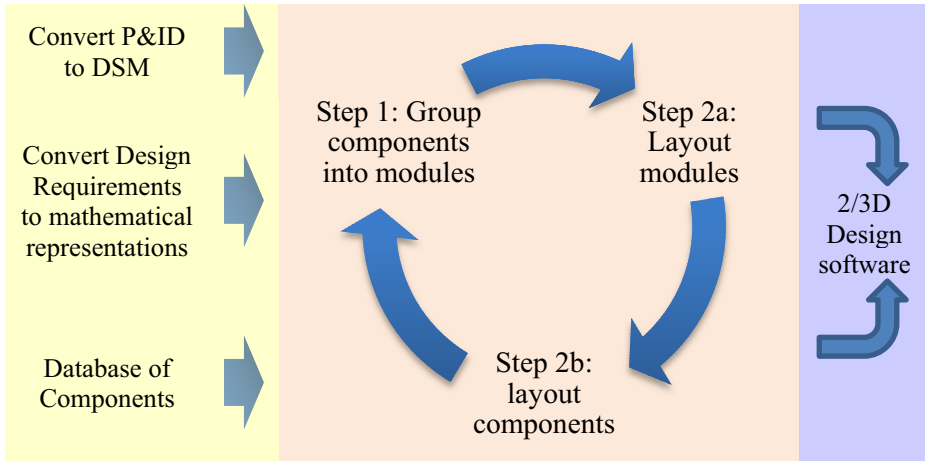 Convert P&ID
to DSM
Convert Design
Requirements
to mathematical
representations
Database of
Components
Step 1: Group
components
into modules
Step 2a:
Layout
modules
Step 2b:
layout
components
2/3D
Design
software